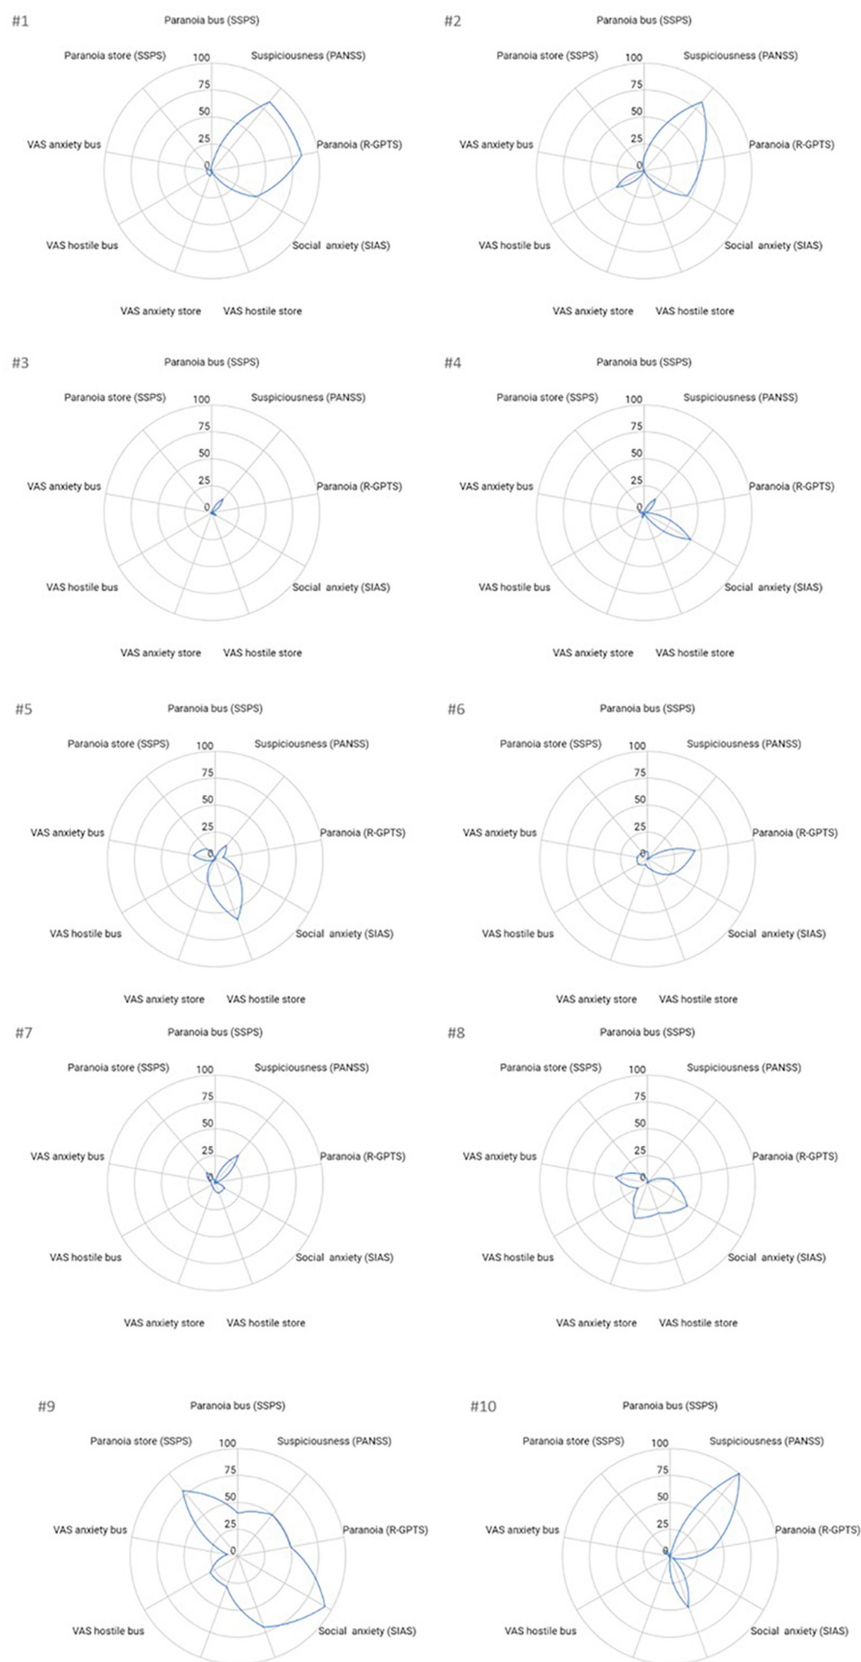 #1
Paranoia bus (SSPS)
Paranoia store (SSPS)
100
Suspiciousness (PANSS)
75
50
VAS anxiety bus
25
Paranoia (R-GPTS)
0
VAS hostile bus
Social anxiety (SIAS)
VAS anxiety store
VAS hostile store
#2
Paranoia bus (SSPS)
Paranoia store (SSPS)
100
Suspiciousness (PANSS)
75
50
VAS anxiety bus
25
Paranoia (R-GPTS)
0
VAS hostile bus
Social anxiety (SIAS)
VAS anxiety store
VAS hostile store
#3
Paranoia bus (SSPS)
Paranoia store (SSPS)
100
Suspiciousness (PANSS)
75
50
VAS anxiety bus
25
Paranoia (R-GPTS)
0
VAS hostile bus
Social anxiety (SIAS)
VAS anxiety store
VAS hostile store
#4
Paranoia bus (SSPS)
Paranoia store (SSPS)
100
Suspiciousness (PANSS)
75
50
VAS anxiety bus
25
Paranoia (R-GPTS)
0
VAS hostile bus
Social anxiety (SIAS)
VAS anxiety store
VAS hostile store
#5
Paranoia bus (SSPS)
Paranoia store (SSPS)
100
Suspiciousness (PANSS)
75
50
VAS anxiety bus
25
Paranoia (R-GPTS)
0
VAS hostile bus
Social anxiety (SIAS)
VAS anxiety store
VAS hostile store
#6
Paranoia bus (SSPS)
Paranoia store (SSPS)
100
Suspiciousness (PANSS)
75
50
VAS anxiety bus
25
Paranoia (R-GPTS)
0
VAS hostile bus
Social anxiety (SIAS)
VAS anxiety store
VAS hostile store
#7
Paranoia bus (SSPS)
Paranoia store (SSPS)
100
Suspiciousness (PANSS)
75
50
VAS anxiety bus
25
Paranoia (R-GPTS)
0
VAS hostile bus
Social anxiety (SIAS)
VAS anxiety store
VAS hostile store
#8
Paranoia bus (SSPS)
Paranoia store (SSPS)
100
Suspiciousness (PANSS)
75
50
VAS anxiety bus
25
Paranoia (R-GPTS)
0
VAS hostile bus
Social anxiety (SIAS)
VAS anxiety store
VAS hostile store
#9
Paranoia bus (SSPS)
Paranoia store (SSPS)
100
Suspiciousness (PANSS)
75
50
VAS anxiety bus
25
Paranoia (R-GPTS)
0
VAS hostile bus
Social anxiety (SIAS)
#10
Paranoia bus (SSPS)
Paranoia store (SSPS)
100
Suspiciousness (PANSS)
75
50
VAS anxiety bus
25
Paranoia (R-GPTS)
0
VAS hostile bus
Social anxiety (SIAS)